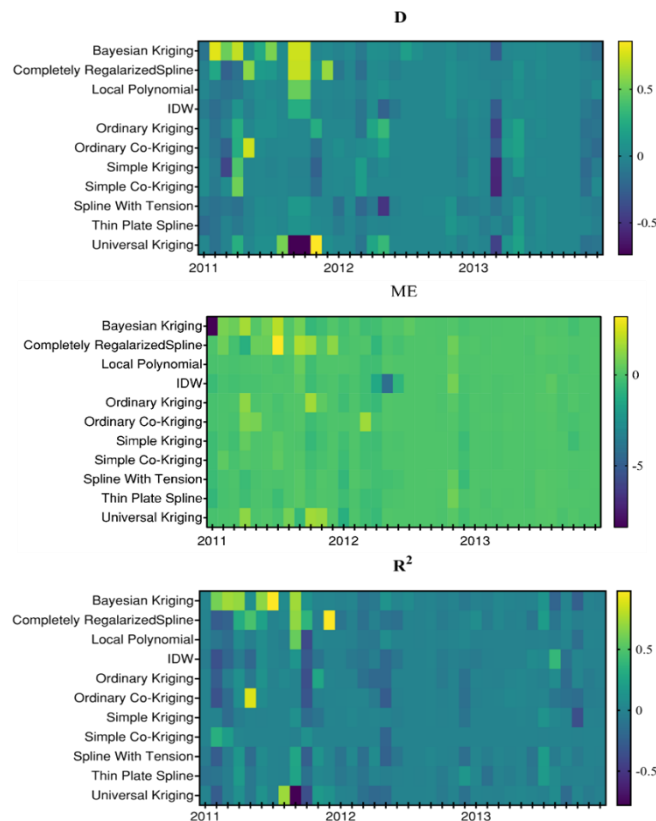 D
Bayesian Kriging
Completely RegalarizedSpline
Local Polynomial
IDW
Ordinary Kriging
Ordinary Co-Kriging
Simple Kriging
Simple Co-Kriging
Spline With Tension
Thin Plate Spline
Universal Kriging
0.5
0
-0.5
2011 2012 2013
ME
Bayesian Kriging
Completely RegalarizedSpline
Local Polynomial
IDW
Ordinary Kriging
Ordinary Co-Kriging
Simple Kriging
Simple Co-Kriging
Spline With Tension
Thin Plate Spline
Universal Kriging
0
-5
2011 2012 2013
R²
Bayesian Kriging
Completely RegalarizedSpline
Local Polynomial
IDW
Ordinary Kriging
Ordinary Co-Kriging
Simple Kriging
Simple Co-Kriging
Spline With Tension
Thin Plate Spline
Universal Kriging
0.5
0
-0.5
2011 2012 2013